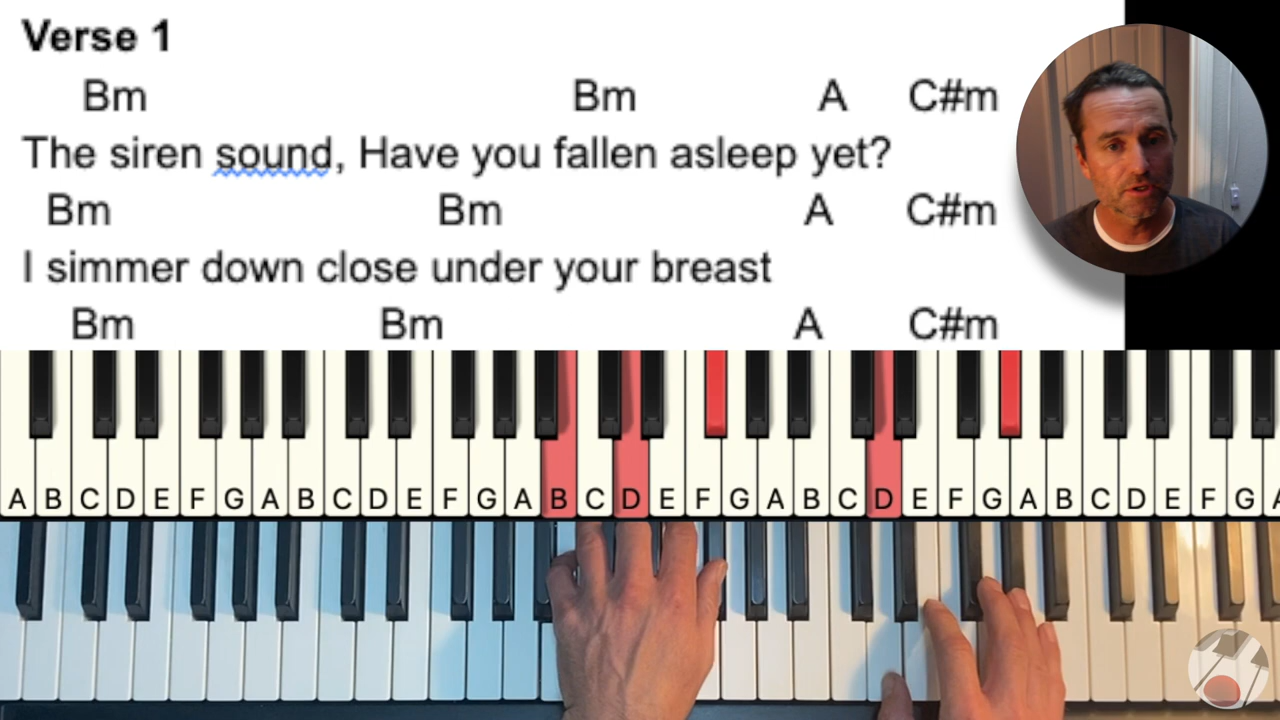 Verse 1
Bm Bm A C#m
The siren sound, Have you fallen asleep yet?
Bm Bm A C#m
I simmer down close under your breast
Bm Bm A C#m
A B C D E F G A B C D E F G A B C D E F G A B C D E F G A B C D E F G A